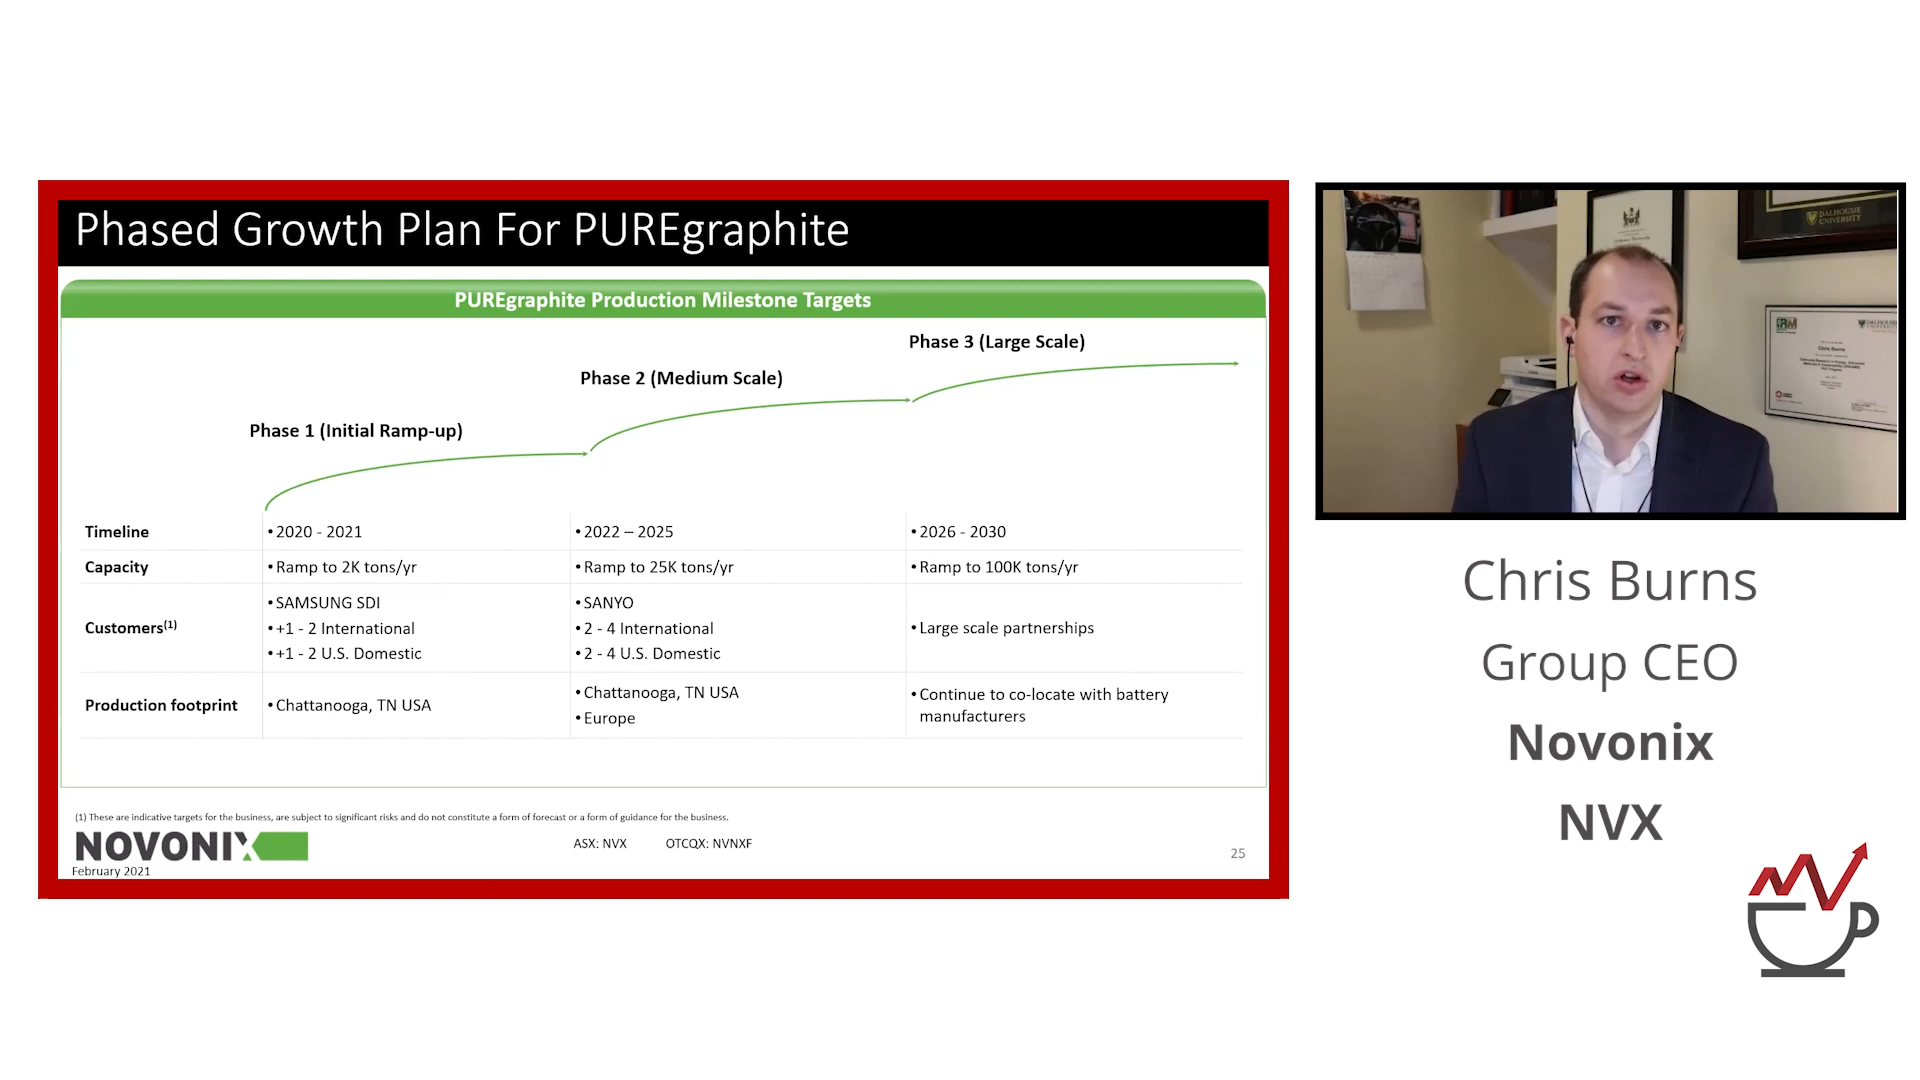 Phased Growth Plan For PUREgraphite
PUREgraphite Production Milestone Targets
Phase 1 (Initial Ramp-up)
Phase 2 (Medium Scale)
Phase 3 (Large Scale)
Timeline
•2020 - 2021
•2022 – 2025
•2026 - 2030
Capacity
•Ramp to 2K tons/yr
•Ramp to 25K tons/yr
•Ramp to 100K tons/yr
Customers(1)
•SAMSUNG SDI
•+1 - 2 International
•+1 - 2 U.S. Domestic
•SANYO
•2 - 4 International
•2 - 4 U.S. Domestic
•Large scale partnerships
Production footprint
•Chattanooga, TN USA
•Chattanooga, TN USA
•Europe
•Continue to co-locate with battery
manufacturers
(1) These are indicative targets for the business, are subject to significant risks and do not constitute a form of forecast or a form of guidance for the business.
NOVONIX
ASX: NVX OTCQX: NVNXF
25
February 2021
DALHOUSIE
UNIVERSITY
Chris Burns
Chris Burns
Group CEO
Novonix
NVX